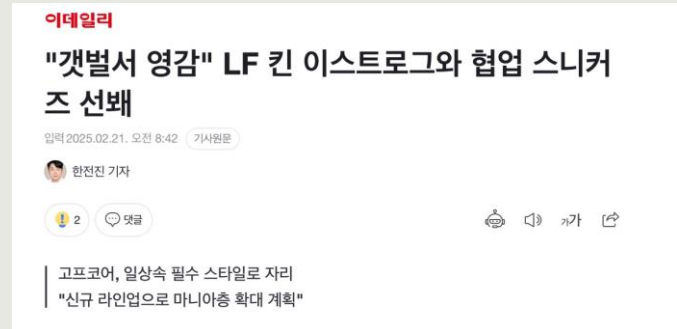 이데일리
"갯벌서 영감" LF 킨 이스트로그와 협업 스니커
즈 선봬
입력 2025.02.21. 오전 8:42 기사원문
한전진 기자
2 댓글 가가
고프코어, 일상속 필수 스타일로 자리
"신규 라인업으로 마니아층 확대 계획"